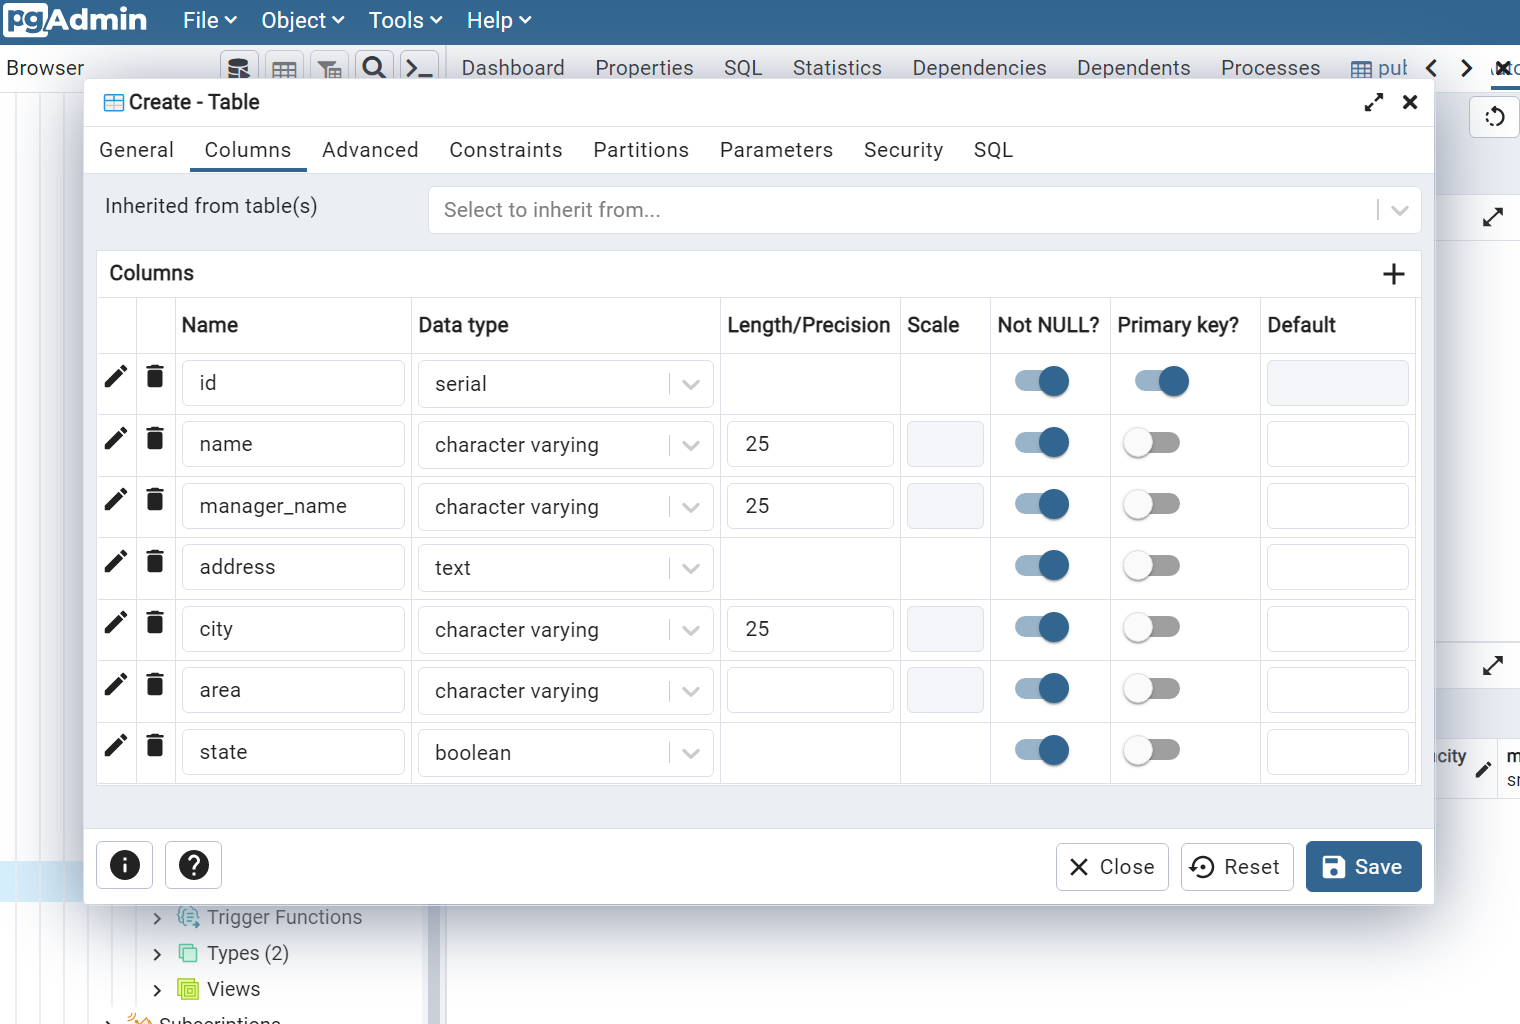 pgAdmin File Object Tools Help
Browser Dashboard Properties SQL Statistics Dependencies Dependents Processes
Create - Table
General Columns Advanced Constraints Partitions Parameters Security SQL
Inherited from table(s) Select to inherit from...
Columns
Name Data type Length/Precision Scale Not NULL? Primary key? Default
id serial
name character varying 25
manager_name character varying 25
address text
city character varying 25
area character varying
state boolean
Close Reset Save
Trigger Functions
Types (2)
Views
Subscriptions